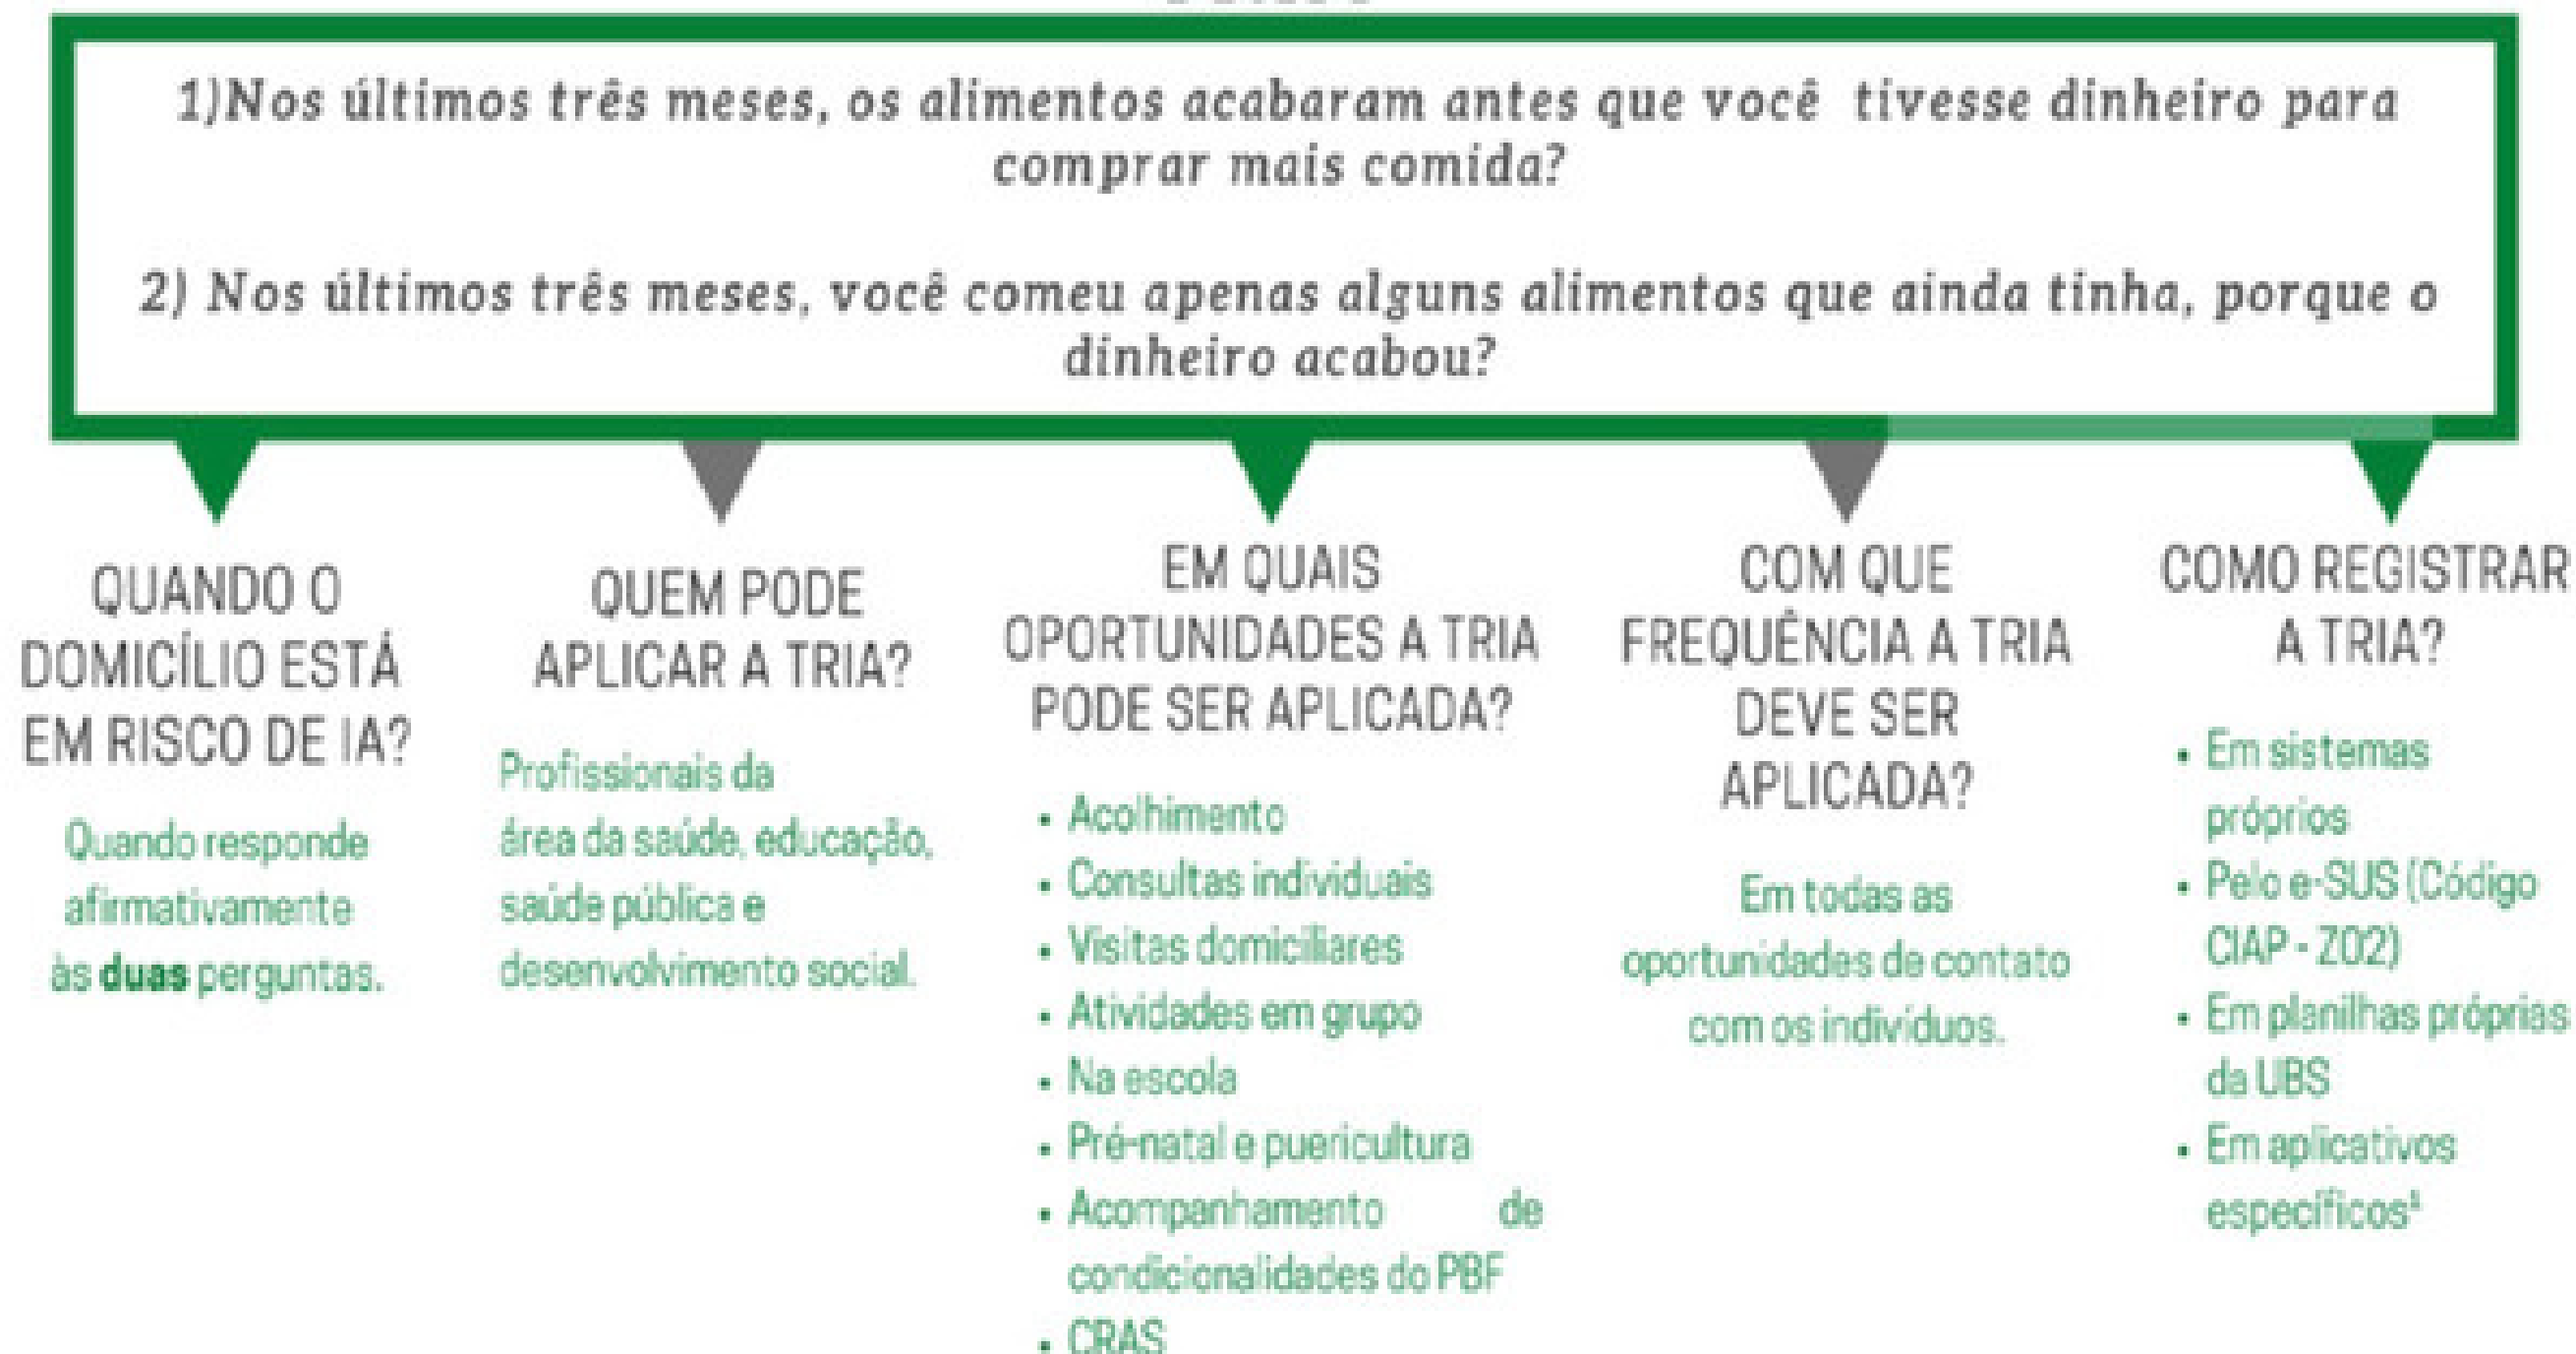 1)Nos últimos três meses, os alimentos acabaram antes que você tivesse dinheiro para
comprar mais comida?
2) Nos últimos três meses, você comeu apenas alguns alimentos que ainda tinha, porque o
dinheiro acabou?
QUANDO O
DOMICÍLIO ESTÁ
EM RISCO DE IA?
Quando responde
afirmativamente
às duas perguntas.
QUEM PODE
APLICAR A TRIA?
Profissionais da
área da saúde, educação,
saúde pública e
desenvolvimento social.
EM QUAIS
OPORTUNIDADES A TRIA
PODE SER APLICADA?
• Acolhimento
• Consultas individuais
• Visitas domiciliares
• Atividades em grupo
• Na escola
• Pré-natal e puericultura
• Acompanhamento de
condicionalidades do PBF
• CRAS
COM QUE
FREQUÊNCIA A TRIA
DEVE SER
APLICADA?
Em todas as
oportunidades de contato
com os indivíduos.
COMO REGISTRAR
A TRIA?
• Em sistemas
próprios
• Pelo e-SUS (Código
CIAP - Z02)
• Em planilhas próprias
da UBS
• Em aplicativos
específicos¹